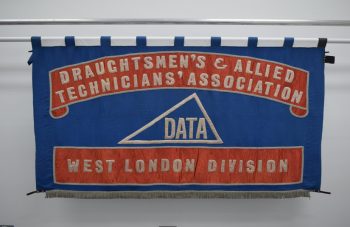 DRAUGHTSMEN'S & ALLIED
TECHNICIANS' ASSOCIATION
DATA
WEST LONDON DIVISION